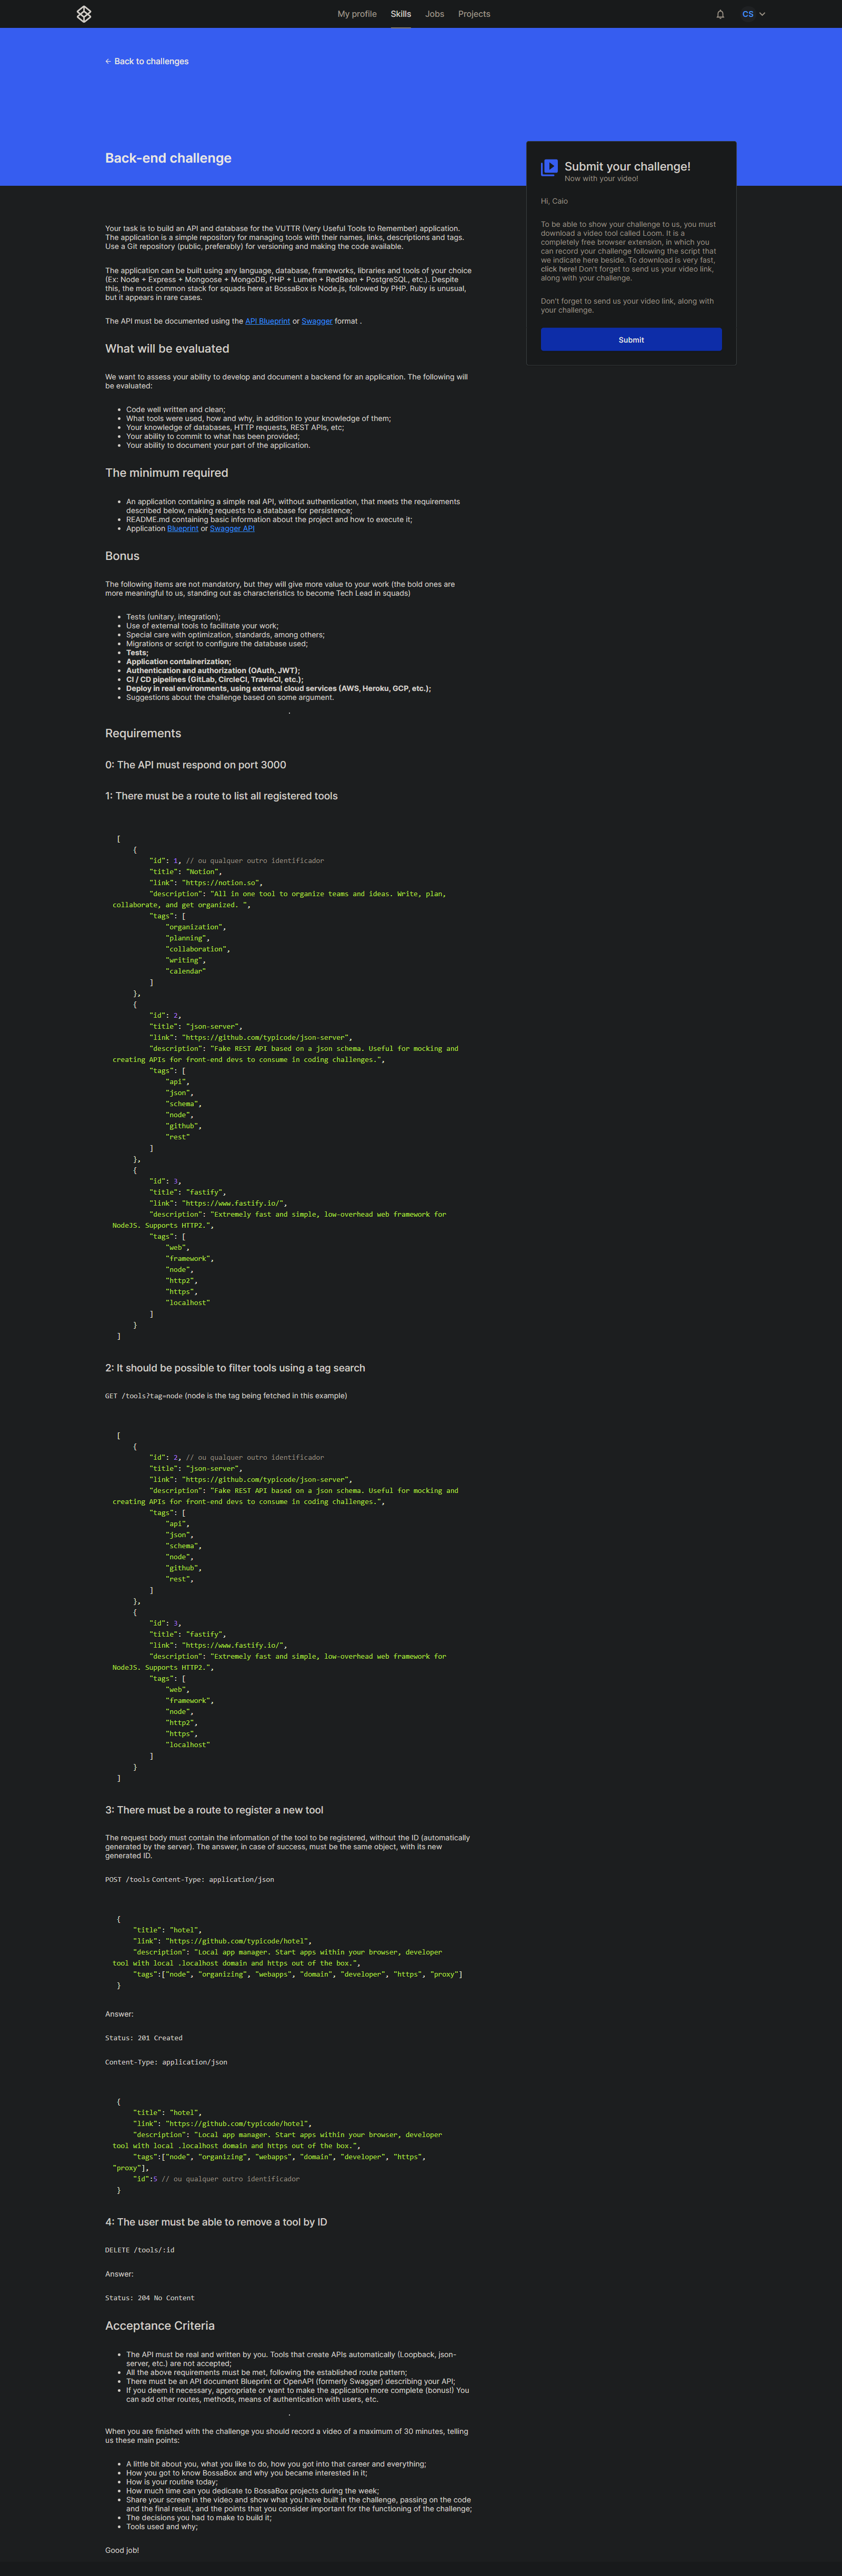 My profile
Skills
Jobs
Projects
CS
← Back to challenges
Back-end challenge
Submit your challenge!
Now with your video!
Hi, Caio
To be able to show your challenge to us, you must
download a video tool called Loom. It is a
completely free browser extension, in which you
can record your challenge following the script that
we indicate here beside. To download is very fast,
click here! Don't forget to send us your video link,
along with your challenge.
Don't forget to send us your video link, along with
your challenge.
Submit
Your task is to build an API and database for the VUTTR (Very Useful Tools to Remember) application.
The application is a simple repository for managing tools with their names, links, descriptions and tags.
Use a Git repository (public, preferably) for versioning and making the code available.
The application can be built using any language, database, frameworks, libraries and tools of your choice
(Ex: Node + Express + Mongoose + MongoDB, PHP + Lumen + RedBean + PostgreSQL, etc.). Despite
this, the most common stack for squads here at BossaBox is Node.js, followed by PHP. Ruby is unusual,
but it appears in rare cases.
The API must be documented using the API Blueprint or Swagger format .
What will be evaluated
We want to assess your ability to develop and document a backend for an application. The following will
be evaluated:
• Code well written and clean;
• What tools were used, how and why, in addition to your knowledge of them;
• Your knowledge of databases, HTTP requests, REST APIs, etc;
• Your ability to commit to what has been provided;
• Your ability to document your part of the application.
The minimum required
• An application containing a simple real API, without authentication, that meets the requirements
described below, making requests to a database for persistence;
• README.md containing basic information about the project and how to execute it;
• Application Blueprint or Swagger API
Bonus
The following items are not mandatory, but they will give more value to your work (the bold ones are
more meaningful to us, standing out as characteristics to become Tech Lead in squads)
• Tests (unitary, integration);
• Use of external tools to facilitate your work;
• Special care with optimization, standards, among others;
• Migrations or script to configure the database used;
• Tests;
• Application containerization;
• Authentication and authorization (OAuth, JWT);
• CI / CD pipelines (GitLab, CircleCI, TravisCI, etc.);
• Deploy in real environments, using external cloud services (AWS, Heroku, GCP, etc.);
• Suggestions about the challenge based on some argument.
.
Requirements
0: The API must respond on port 3000
1: There must be a route to list all registered tools
[
{
"id": 1, // ou qualquer outro identificador
"title": "Notion",
"link": "https://notion.so",
"description": "All in one tool to organize teams and ideas. Write, plan,
collaborate, and get organized. ",
"tags": [
"organization",
"planning",
"collaboration",
"writing",
"calendar"
]
},
{
"id": 2,
"title": "json-server",
"link": "https://github.com/typicode/json-server",
"description": "Fake REST API based on a json schema. Useful for mocking and
creating APIs for front-end devs to consume in coding challenges.",
"tags": [
"api",
"json",
"schema",
"node",
"github",
"rest"
]
},
{
"id": 3,
"title": "fastify",
"link": "https://www.fastify.io/",
"description": "Extremely fast and simple, low-overhead web framework for
NodeJS. Supports HTTP2.",
"tags": [
"web",
"framework",
"node",
"http2",
"https",
"localhost"
]
}
]
2: It should be possible to filter tools using a tag search
GET /tools?tag=node (node is the tag being fetched in this example)
[
{
"id": 2, // ou qualquer outro identificador
"title": "json-server",
"link": "https://github.com/typicode/json-server",
"description": "Fake REST API based on a json schema. Useful for mocking and
creating APIs for front-end devs to consume in coding challenges.",
"tags": [
"api",
"json",
"schema",
"node",
"github",
"rest",
]
},
{
"id": 3,
"title": "fastify",
"link": "https://www.fastify.io/",
"description": "Extremely fast and simple, low-overhead web framework for
NodeJS. Supports HTTP2.",
"tags": [
"web",
"framework",
"node",
"http2",
"https",
"localhost"
]
}
]
3: There must be a route to register a new tool
The request body must contain the information of the tool to be registered, without the ID (automatically
generated by the server). The answer, in case of success, must be the same object, with its new
generated ID.
POST /tools Content-Type: application/json
{
"title": "hotel",
"link": "https://github.com/typicode/hotel",
"description": "Local app manager. Start apps within your browser, developer
tool with local .localhost domain and https out of the box.",
"tags":["node", "organizing", "webapps", "domain", "developer", "https", "proxy"]
}
Answer:
Status: 201 Created
Content-Type: application/json
{
"title": "hotel",
"link": "https://github.com/typicode/hotel",
"description": "Local app manager. Start apps within your browser, developer
tool with local .localhost domain and https out of the box.",
"tags":["node", "organizing", "webapps", "domain", "developer", "https",
"proxy"],
"id":5 // ou qualquer outro identificador
}
4: The user must be able to remove a tool by ID
DELETE /tools/:id
Answer:
Status: 204 No Content
Acceptance Criteria
• The API must be real and written by you. Tools that create APIs automatically (Loopback, json-
server, etc.) are not accepted;
• All the above requirements must be met, following the established route pattern;
• There must be an API document Blueprint or OpenAPI (formerly Swagger) describing your API;
• If you deem it necessary, appropriate or want to make the application more complete (bonus!) You
can add other routes, methods, means of authentication with users, etc.
.
When you are finished with the challenge you should record a video of a maximum of 30 minutes, telling
us these main points:
• A little bit about you, what you like to do, how you got into that career and everything;
• How you got to know BossaBox and why you became interested in it;
• How is your routine today;
• How much time can you dedicate to BossaBox projects during the week;
• Share your screen in the video and show what you have built in the challenge, passing on the code
and the final result, and the points that you consider important for the functioning of the challenge;
• The decisions you had to make to build it;
• Tools used and why;
Good job!